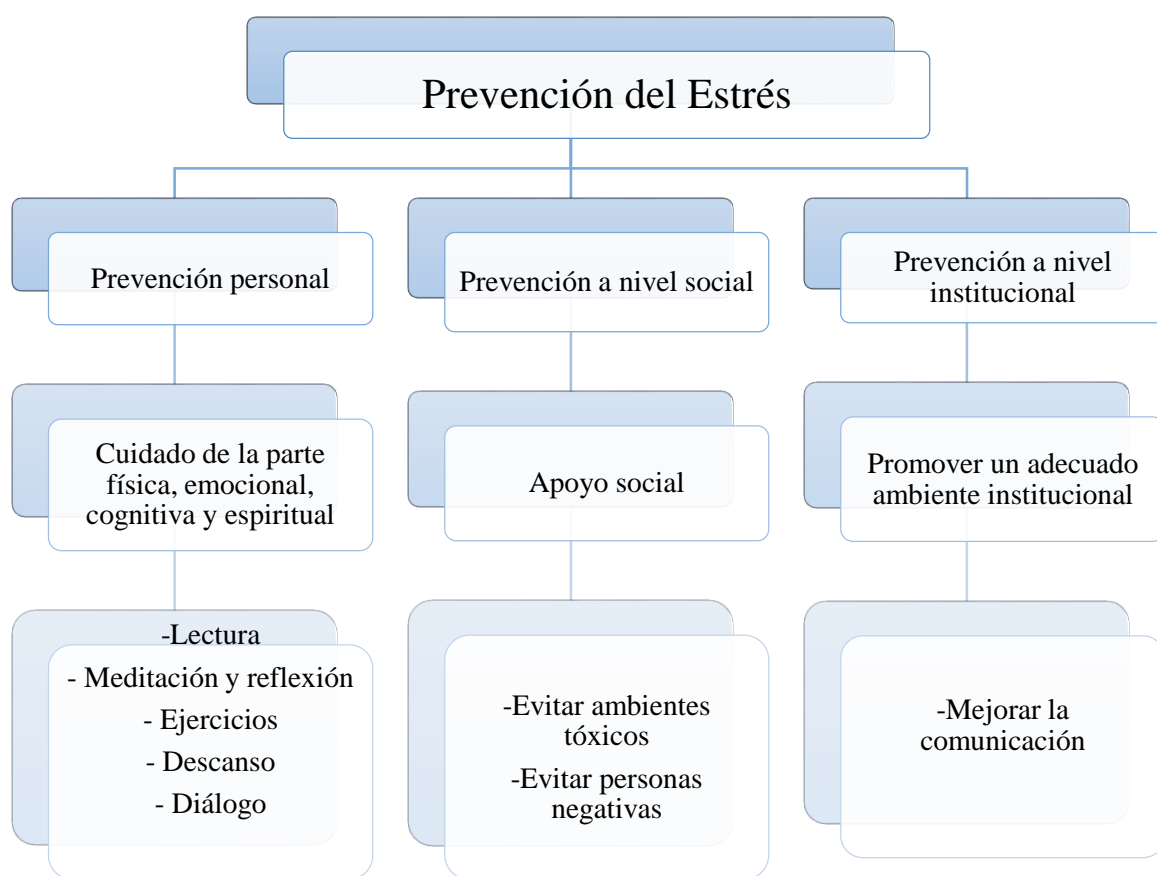 Prevención del Estrés
Prevención personal
Prevención a nivel social
Prevención a nivel
institucional
Cuidado de la parte
física, emocional,
cognitiva y espiritual
Apoyo social
Promover un adecuado
ambiente institucional
-Lectura
- Meditación y reflexión
- Ejercicios
- Descanso
- Diálogo
-Evitar ambientes
tóxicos
-Evitar personas
negativas
-Mejorar la
comunicación